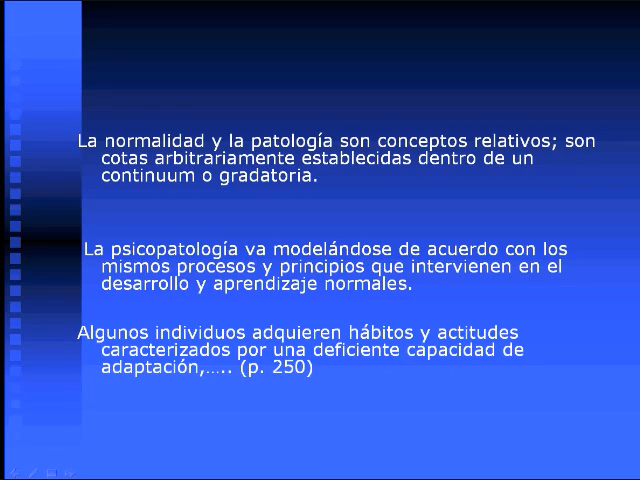 La normalidad y la patología son conceptos relativos; son
cotas arbitrariamente establecidas dentro de un
continuum o gradatoria.
La psicopatología va modelándose de acuerdo con los
mismos procesos y principios que intervienen en el
desarrollo y aprendizaje normales.
Algunos individuos adquieren hábitos y actitudes
caracterizados por una deficiente capacidad de
adaptación,….. (p. 250)